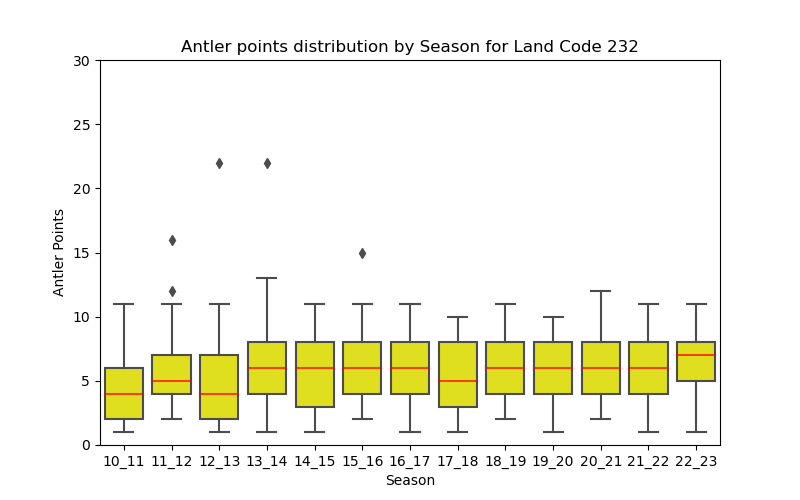 Antler points distribution by Season for Land Code 232
30
25
20
15
10
5
0
Antler Points
10_11 11_12 12_13 13_14 14_15 15_16 16_17 17_18 18_19 19_20 20_21 21_22 22_23
Season